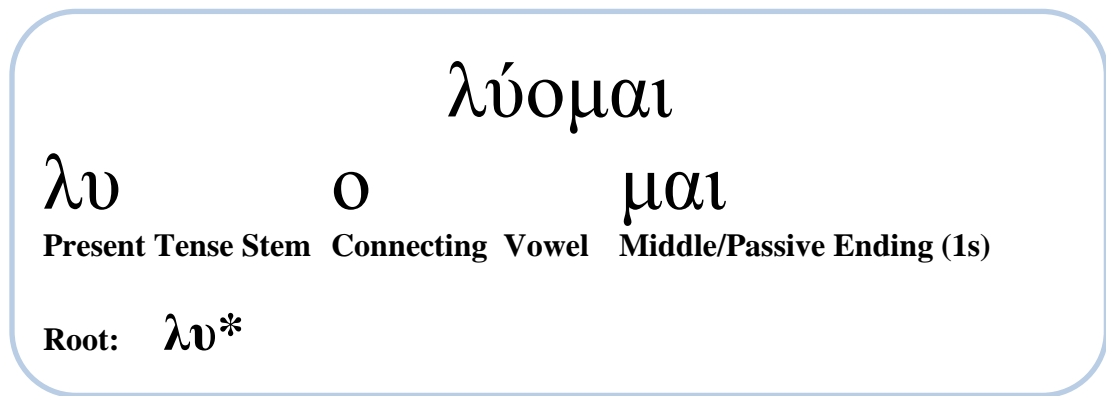 λύομαι
λυ ο μαι
Present Tense Stem Connecting Vowel Middle/Passive Ending (1s)
Root: λυ*